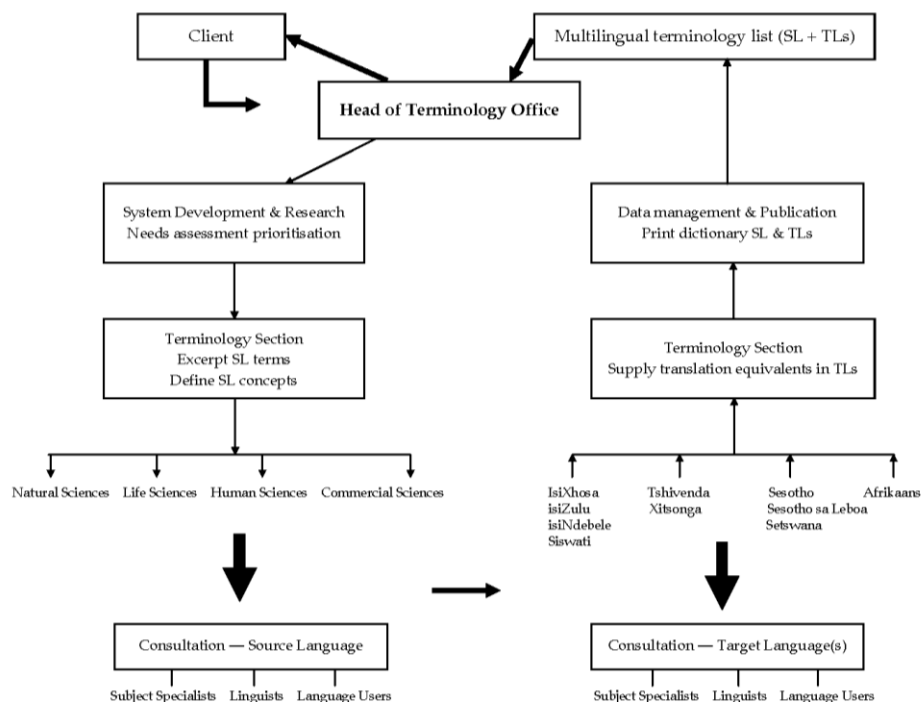 Client
Multilingual terminology list (SL + TLs)
Head of Terminology Office
System Development & Research
Needs assessment prioritisation
Data management & Publication
Print dictionary SL & TLs
Terminology Section
Excerpt SL terms
Define SL concepts
Terminology Section
Supply translation equivalents in TLs
Natural Sciences
Life Sciences
Human Sciences
Commercial Sciences
IsiXhosa
isiZulu
isiNdebele
Siswati
Tshivenda
Xitsonga
Sesotho
Sesotho sa Leboa
Setswana
Afrikaans
Consultation — Source Language
Subject Specialists
Linguists
Language Users
Consultation — Target Language(s)
Subject Specialists
Linguists
Language Users